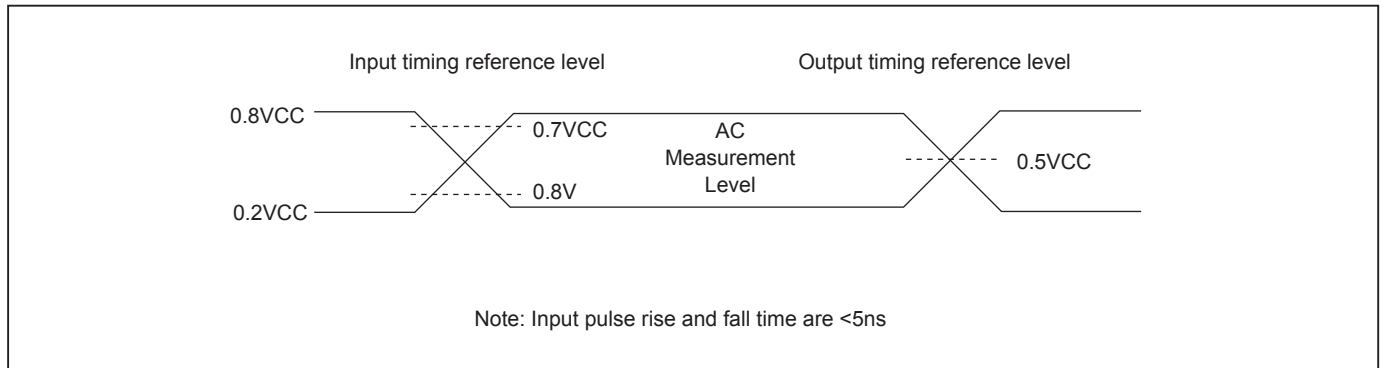 Input timing reference level
Output timing reference level
0.8VCC
0.7VCC
AC
Measurement
Level
0.5VCC
0.8V
0.2VCC
Note: Input pulse rise and fall time are <5ns